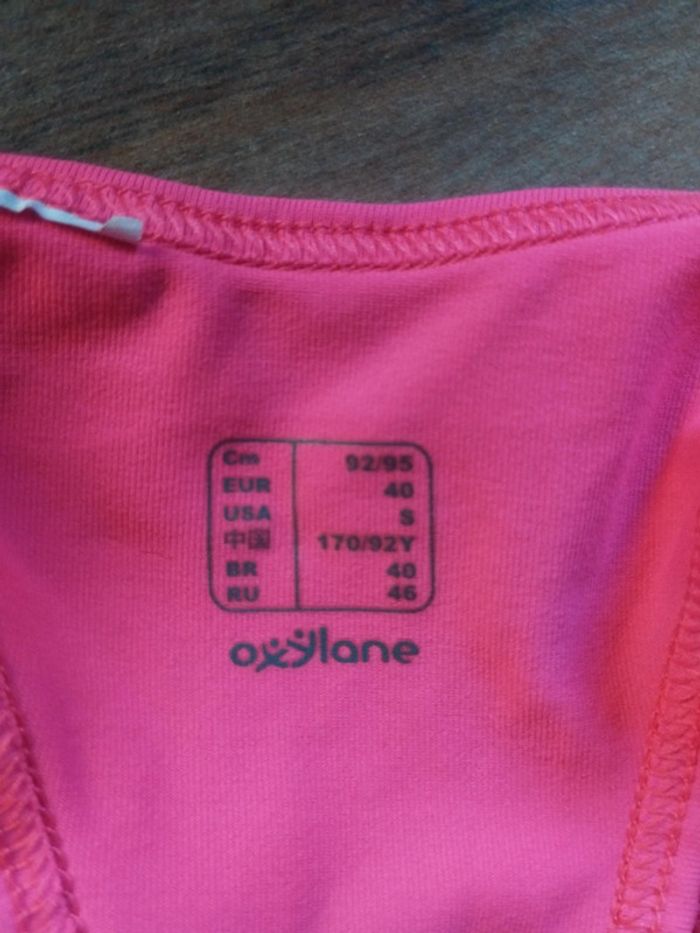 Cm 92/95
EUR 40
USA S
中国 170/92Y
BR 40
RU 46
oxylane